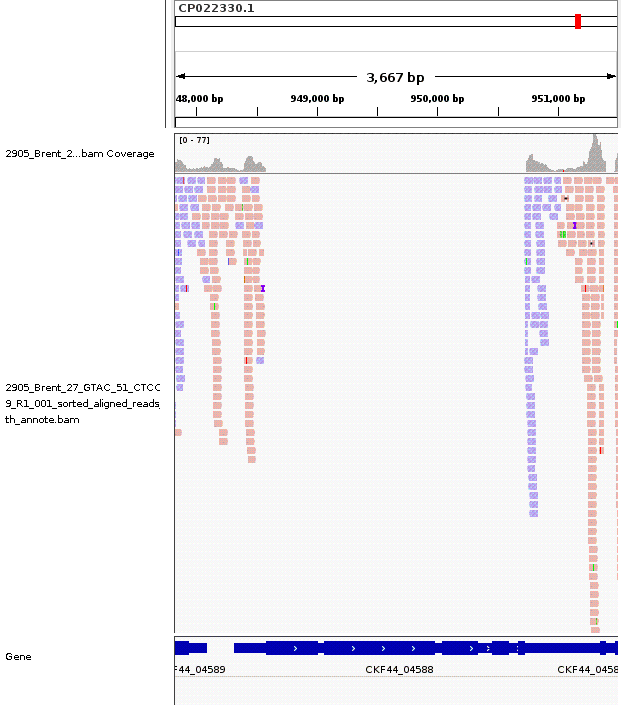 CP022330.1
3,667 bp
48,000 bp 949,000 bp 950,000 bp 951,000 bp
[0 - 77]
2905_Brent_2...bam Coverage
2905_Brent_27_GTAC_51_CTCC
9_R1_001_sorted_aligned_reads_
th_annote.bam
Gene
F44_04589 CKF44_04588 CKF44_0458